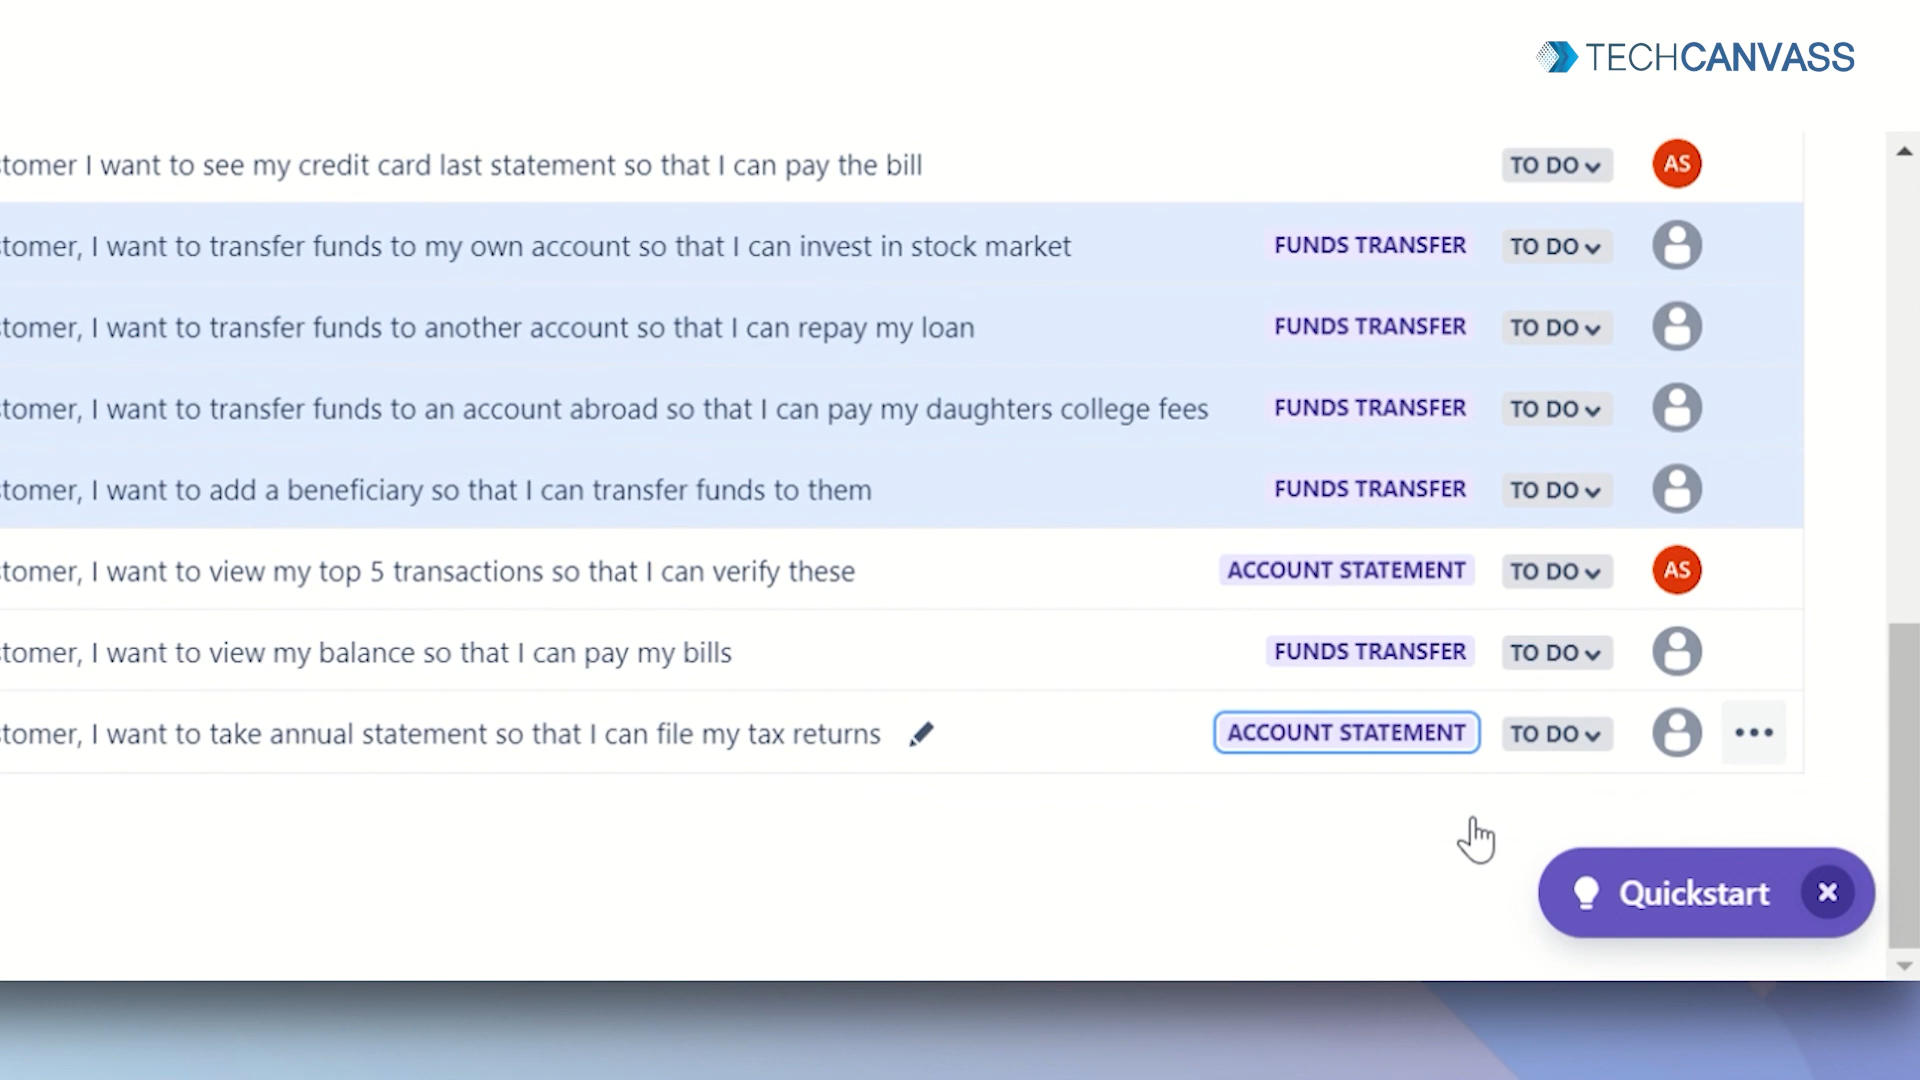 TECHCANVASS
tomer I want to see my credit card last statement so that I can pay the bill TO DO AS
tomer, I want to transfer funds to my own account so that I can invest in stock market FUNDS TRANSFER TO DO
tomer, I want to transfer funds to another account so that I can repay my loan FUNDS TRANSFER TO DO
tomer, I want to transfer funds to an account abroad so that I can pay my daughters college fees FUNDS TRANSFER TO DO
tomer, I want to add a beneficiary so that I can transfer funds to them FUNDS TRANSFER TO DO
tomer, I want to view my top 5 transactions so that I can verify these ACCOUNT STATEMENT TO DO AS
tomer, I want to view my balance so that I can pay my bills FUNDS TRANSFER TO DO
tomer, I want to take annual statement so that I can file my tax returns ACCOUNT STATEMENT TO DO
Quickstart